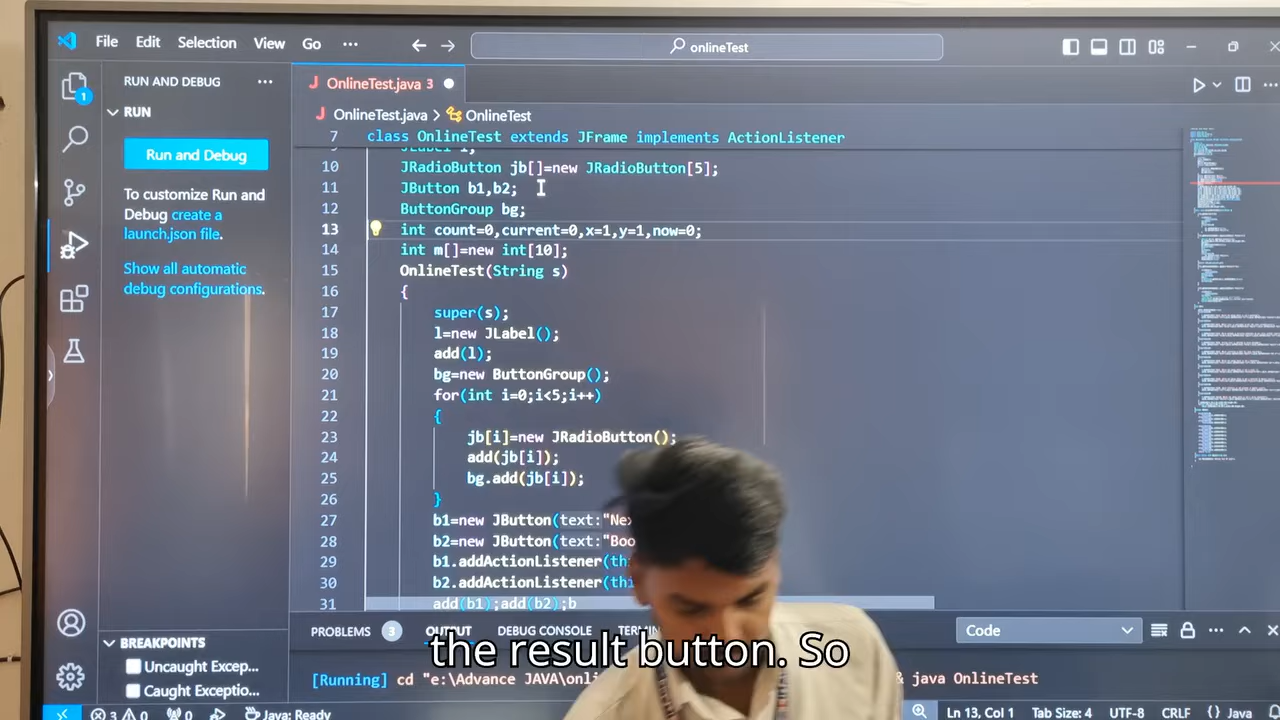 File Edit Selection View Go ··· onlineTest
RUN AND DEBUG ···
RUN
Run and Debug
To customize Run and
Debug create a
launch.json file.
Show all automatic
debug configurations.
1
OnlineTest.java 3
OnlineTest.java > OnlineTest
7 class OnlineTest extends JFrame implements ActionListener
10 JRadioButton jb[]=new JRadioButton[5];
11 JButton b1,b2;
12 ButtonGroup bg;
13 int count=0,current=0,x=1,y=1,now=0;
14 int m[]=new int[10];
15 OnlineTest(String s)
16 {
17 super(s);
18 l=new JLabel();
19 add(l);
20 bg=new ButtonGroup();
21 for(int i=0;i<5;i++)
22 {
23 jb[i]=new JRadioButton();
24 add(jb[i]);
25 bg.add(jb[i]);
26 }
27 b1=new JButton(text:"Ne
28 b2=new JButton(text:"Boo
29 b1.addActionListener(thi
30 b2.addActionListener(thi
31 add(b1);add(b2);b
BREAKPOINTS
Uncaught Excep...
Caught Exceptio...
PROBLEMS 3 OUTPUT DEBUG CONSOLE TERM
Code
the result button. So
[Running] cd "e:\Advance JAVA\onli & java OnlineTest
3 0 0 Java: Ready
Ln 13, Col 1 Tab Size: 4 UTF-8 CRLF {} Java